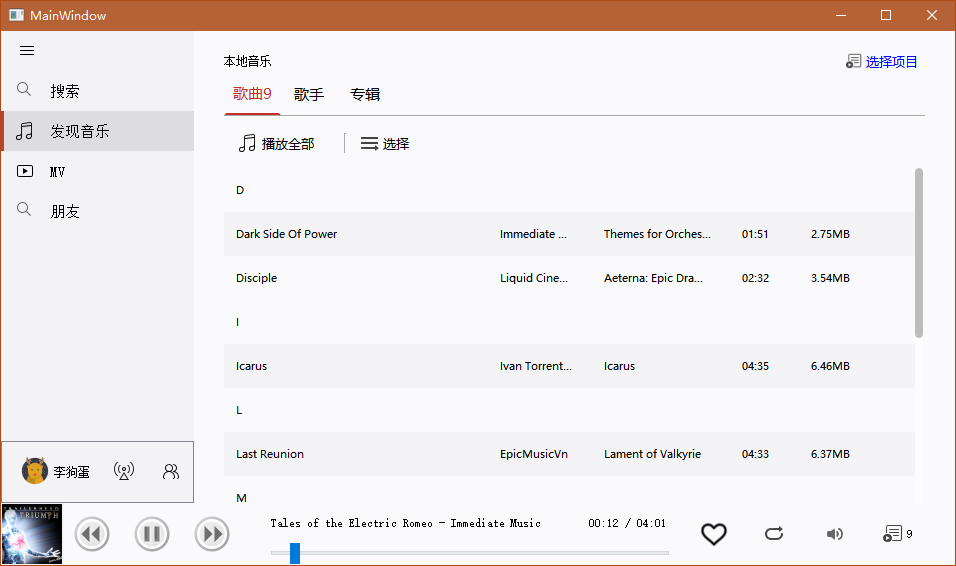 MainWindow
搜索
发现音乐
MV
朋友
李狗蛋
本地音乐
选择项目
歌曲9 歌手 专辑
播放全部 选择
D
Dark Side Of Power Immediate ... Themes for Orches... 01:51 2.75MB
Disciple Liquid Cine... Aeterna: Epic Dra... 02:32 3.54MB
I
Icarus Ivan Torrent... Icarus 04:35 6.46MB
L
Last Reunion EpicMusicVn Lament of Valkyrie 04:33 6.37MB
M
TRAILERHEAD
TRIUMPH
Tales of the Electric Romeo - Immediate Music 00:12 / 04:01
9